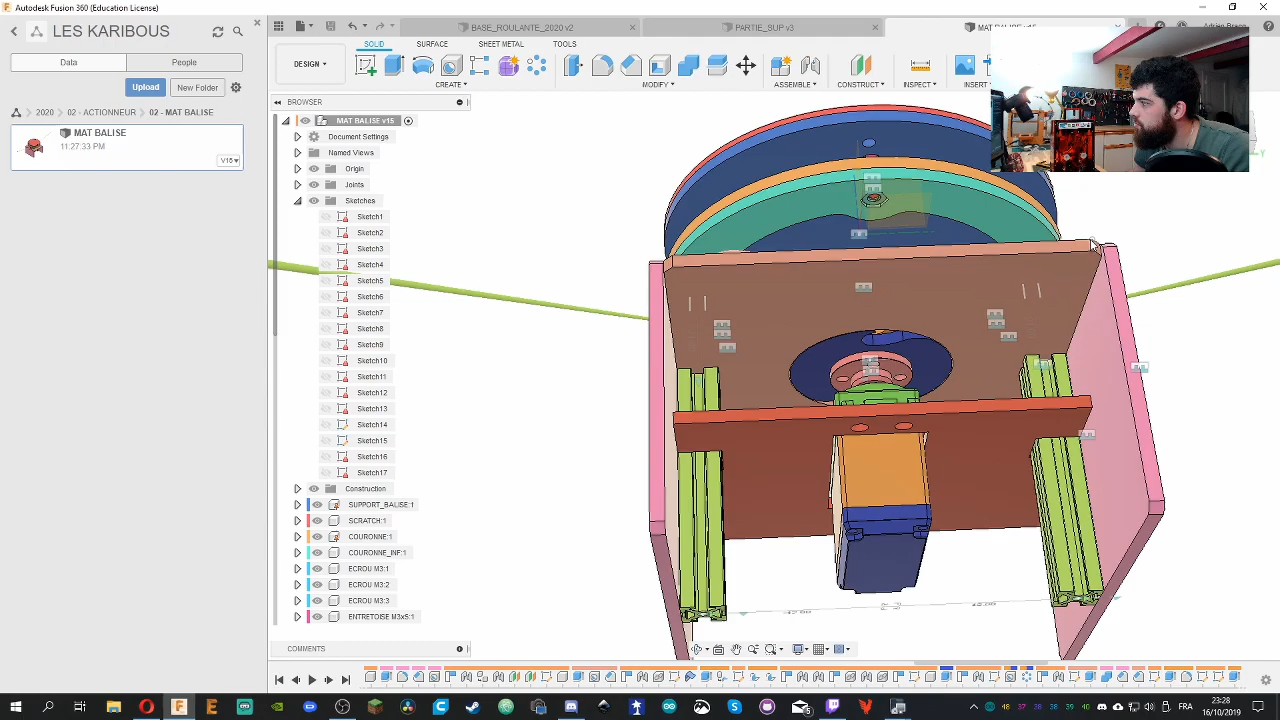 Autodesk Fusion 360 (Education License)
LES KARIBOUS
BASE_ROULANTE_2020 v2
PARTIE_SUP v3
SOLID
SURFACE
SHEET METAL
TOOLS
Data
People
DESIGN
Upload
New Folder
CREATE
MODIFY
ASSEMBLE
CONSTRUCT
INSPECT
INSERT
BROWSER
2020
02 - ACTIONNEUR
02 - MAT BALISE
MAT BALISE
11:27:33 PM
V15
MAT BALISE v15
Document Settings
Named Views
Origin
Joints
Sketches
Sketch1
Sketch2
Sketch3
Sketch4
Sketch5
Sketch6
Sketch7
Sketch8
Sketch9
Sketch10
Sketch11
Sketch12
Sketch13
Sketch14
Sketch15
Sketch16
Sketch17
Construction
SUPPORT_BALISE:1
SCRATCH:1
COURONNE:1
COURONNE_INF:1
ECROU M3:1
ECROU M3:2
ECROU M3:3
ENTRETOISE M3x5:1
COMMENTS
48 37 38 39 40
FRA
23:28
16/10/2019